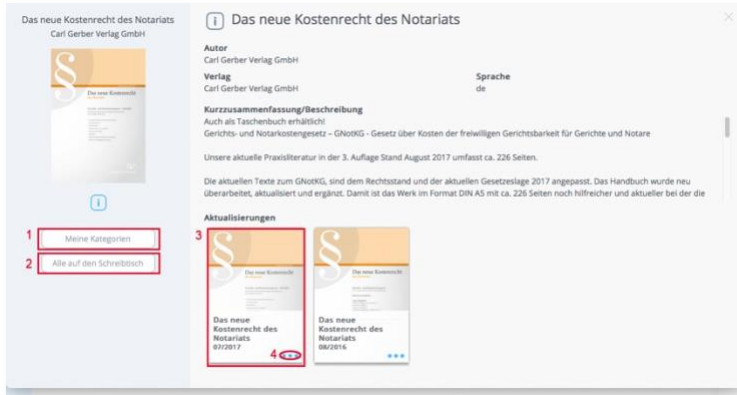 Das neue Kostenrecht des Notariats
Carl Gerber Verlag GmbH
§
Das neue Kostenrecht
i
1
Meine Kategorien
2
Alle auf den Schreibtisch
i Das neue Kostenrecht des Notariats
Autor
Carl Gerber Verlag GmbH
Verlag Sprache
Carl Gerber Verlag GmbH de
Kurzzusammenfassung/Beschreibung
Auch als Taschenbuch erhältlich!
Gerichts- und Notarkostengesetz – GNotKG - Gesetz über Kosten der freiwilligen Gerichtsbarkeit für Gerichte und Notare
Unsere aktuelle Praxisliteratur in der 3. Auflage Stand August 2017 umfasst ca. 226 Seiten.
Die aktuellen Texte zum GNotKG, sind dem Rechtsstand und der aktuellen Gesetzeslage 2017 angepasst. Das Handbuch wurde neu
überarbeitet, aktualisiert und ergänzt. Damit ist das Werk im Format DIN A5 mit ca. 226 Seiten noch hilfreicher und aktueller bei der die
Aktualisierungen
3
§
Das neue Kostenrecht
Das neue
Kostenrecht des
Notariats
07/2017
4
§
Das neue Kostenrecht
Das neue
Kostenrecht des
Notariats
08/2016